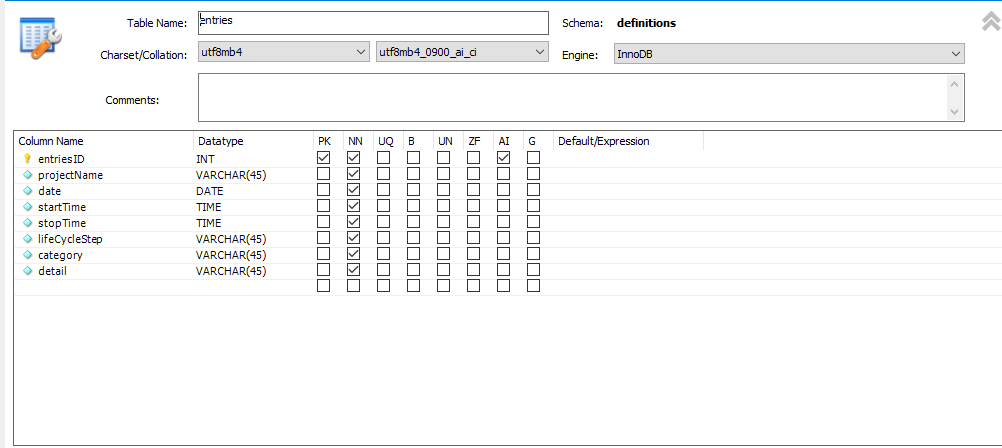 Table Name: entries Schema: definitions
Charset/Collation: utf8mb4 utf8mb4_0900_ai_ci Engine: InnoDB
Comments:
Column Name Datatype PK NN UQ B UN ZF AI G Default/Expression
entriesID INT
projectName VARCHAR(45)
date DATE
startTime TIME
stopTime TIME
lifeCycleStep VARCHAR(45)
category VARCHAR(45)
detail VARCHAR(45)